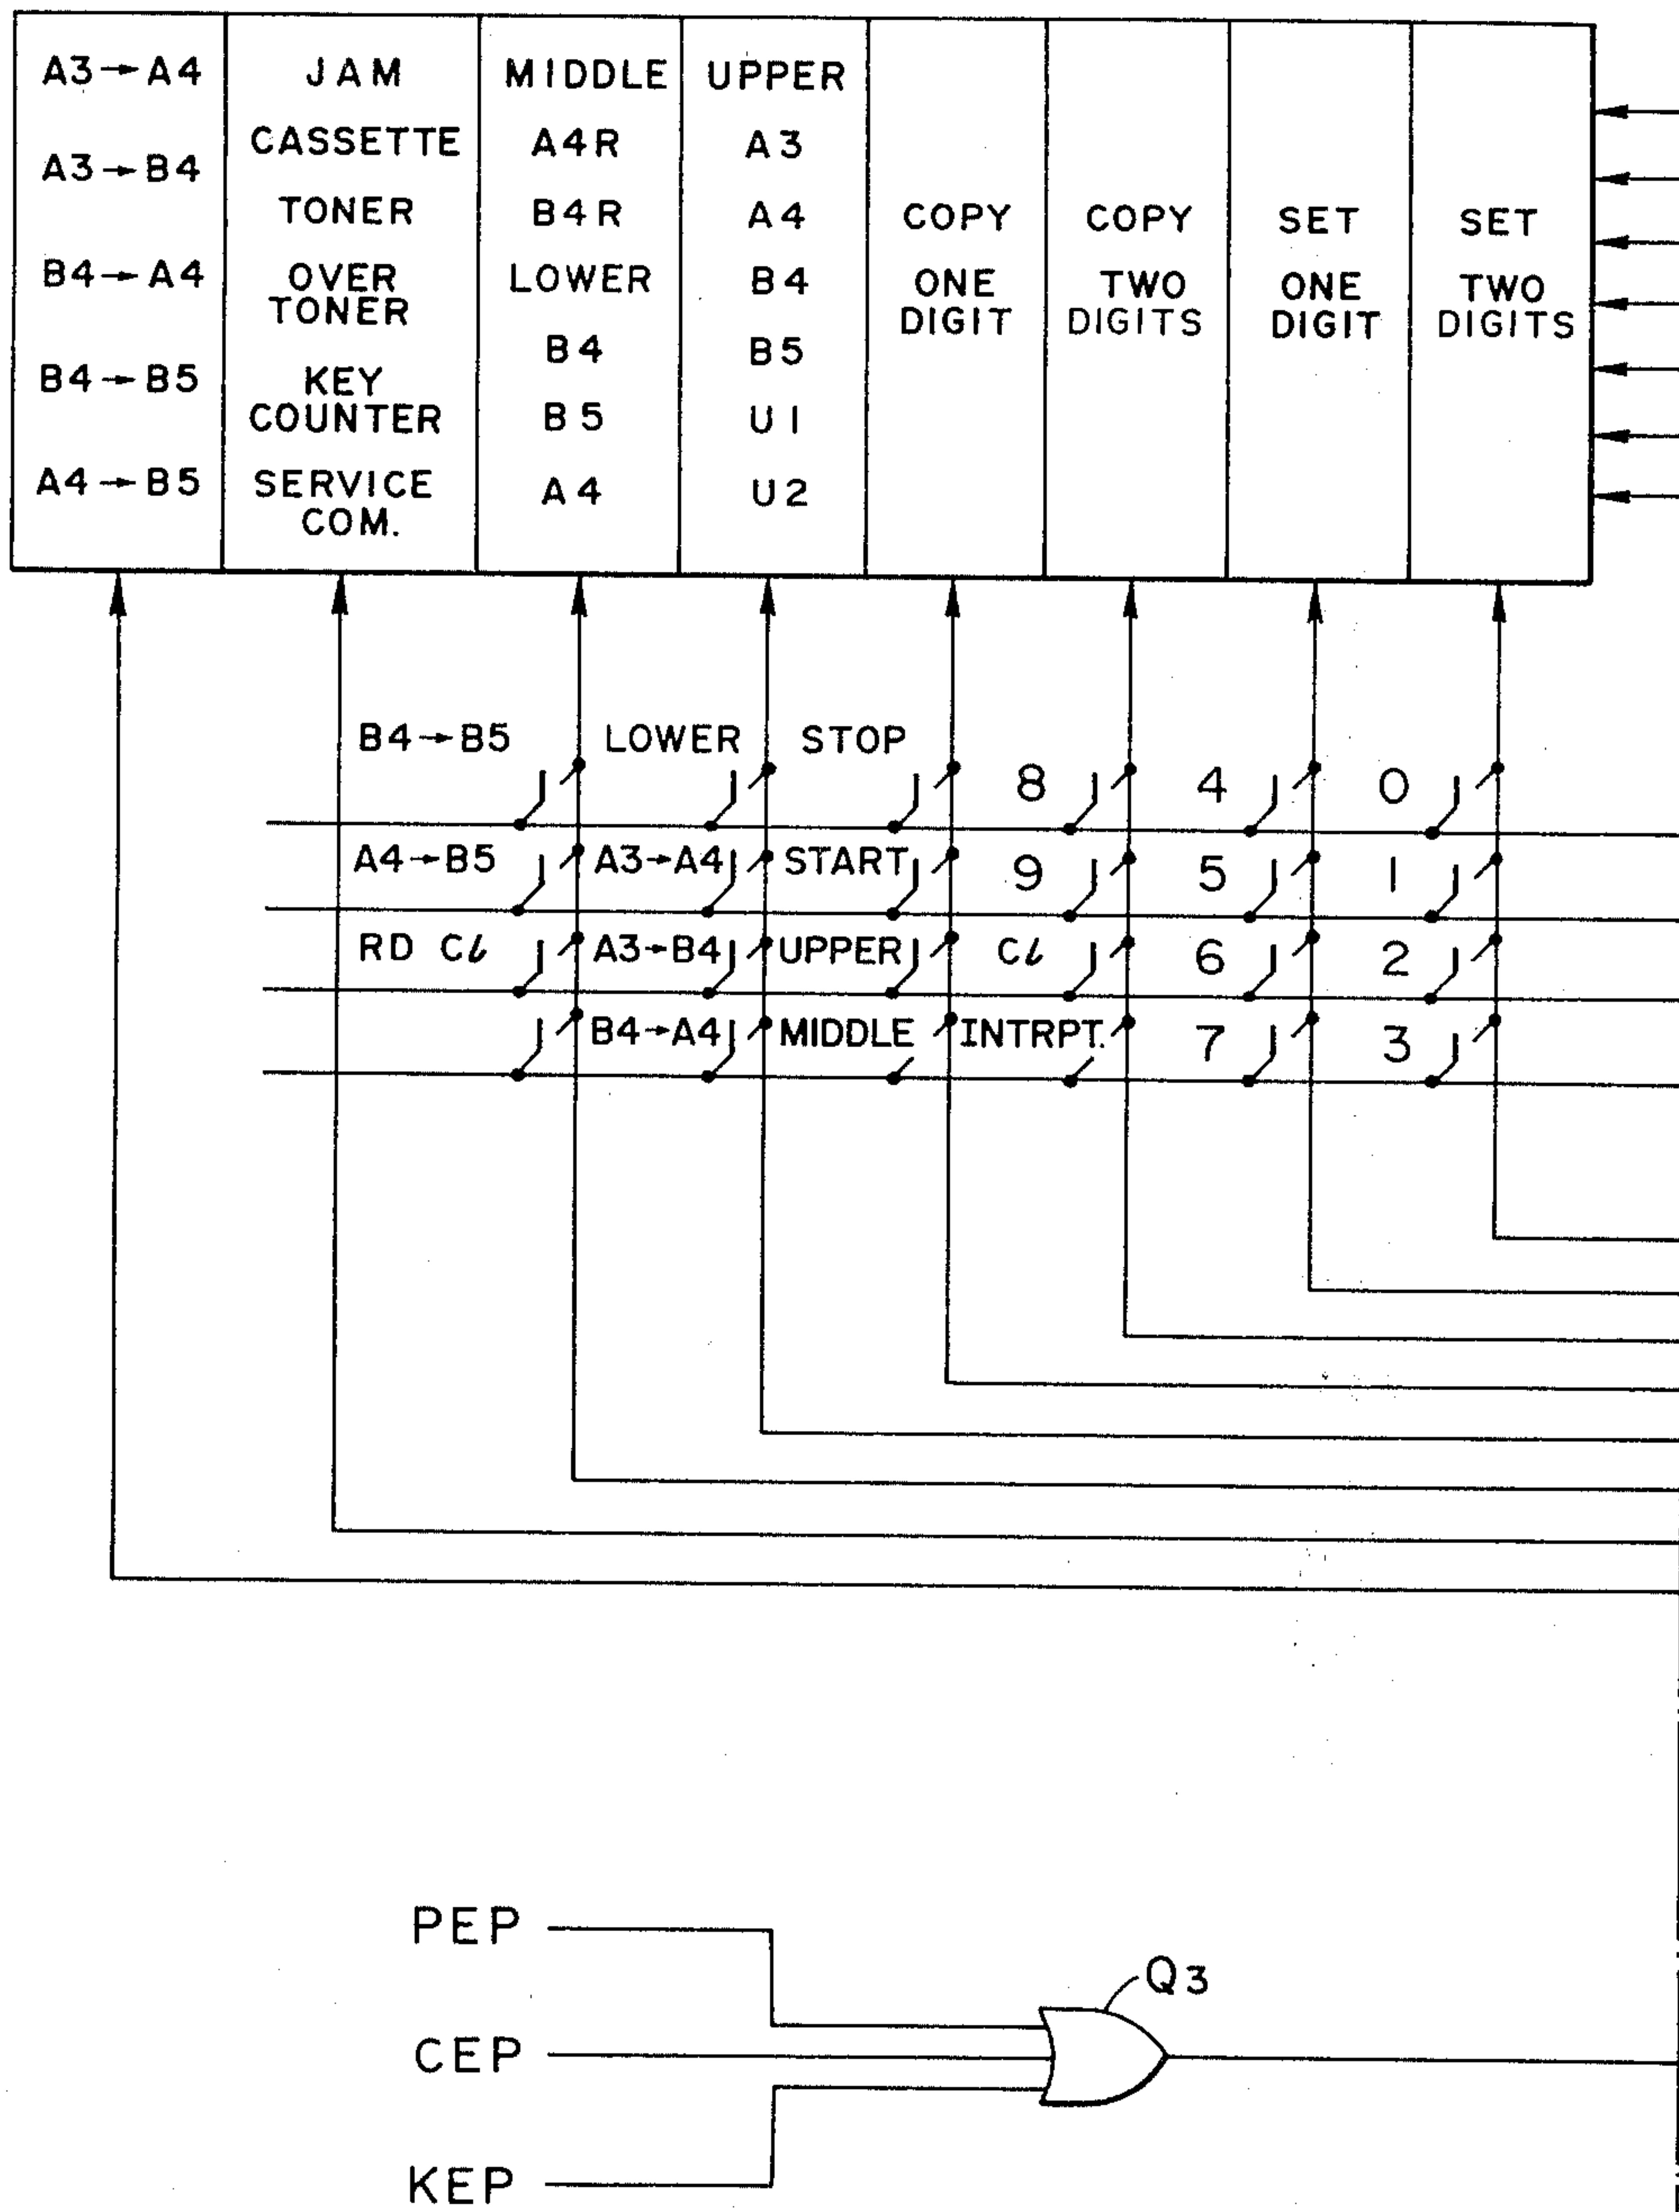 A3→A4
A3→B4
B4→A4
B4→B5
A4→B5
JAM
CASSETTE
TONER
OVER
TONER
KEY
COUNTER
SERVICE
COM.
MIDDLE
A4R
B4R
LOWER
B4
B5
A4
UPPER
A3
A4
B4
B5
U1
U2
COPY
ONE
DIGIT
COPY
TWO
DIGITS
SET
ONE
DIGIT
SET
TWO
DIGITS
B4→B5 LOWER STOP 8 4 0
A4→B5 A3→A4 START 9 5 1
RD Cl A3→B4 UPPER Cl 6 2
B4→A4 MIDDLE INTRPT. 7 3
PEP
Q3
CEP
KEP